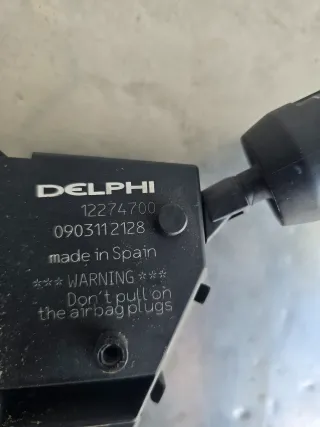 DELPHI
12274700
0903112128
made in Spain
*** WARNING ***
Don't pull on
the airbag plugs